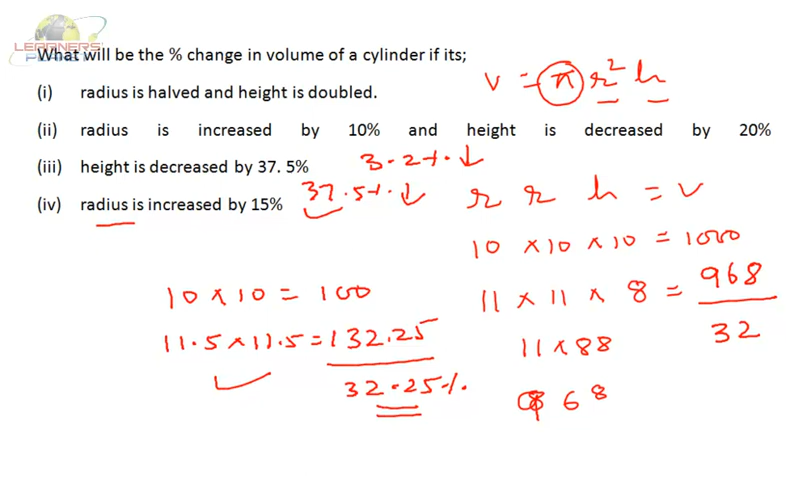 LEARNERS'
PLANET
What will be the % change in volume of a cylinder if its;
v = π r² h
(i) radius is halved and height is doubled.
(ii) radius is increased by 10% and height is decreased by 20%
(iii) height is decreased by 37. 5%
3.2% ↓
(iv) radius is increased by 15%
37.5% ↓
r r h = v
10 × 10 × 10 = 1000
10 × 10 = 100
11 × 11 × 8 = 968
11.5 × 11.5 = 132.25
32
11 × 88
32.25%
968